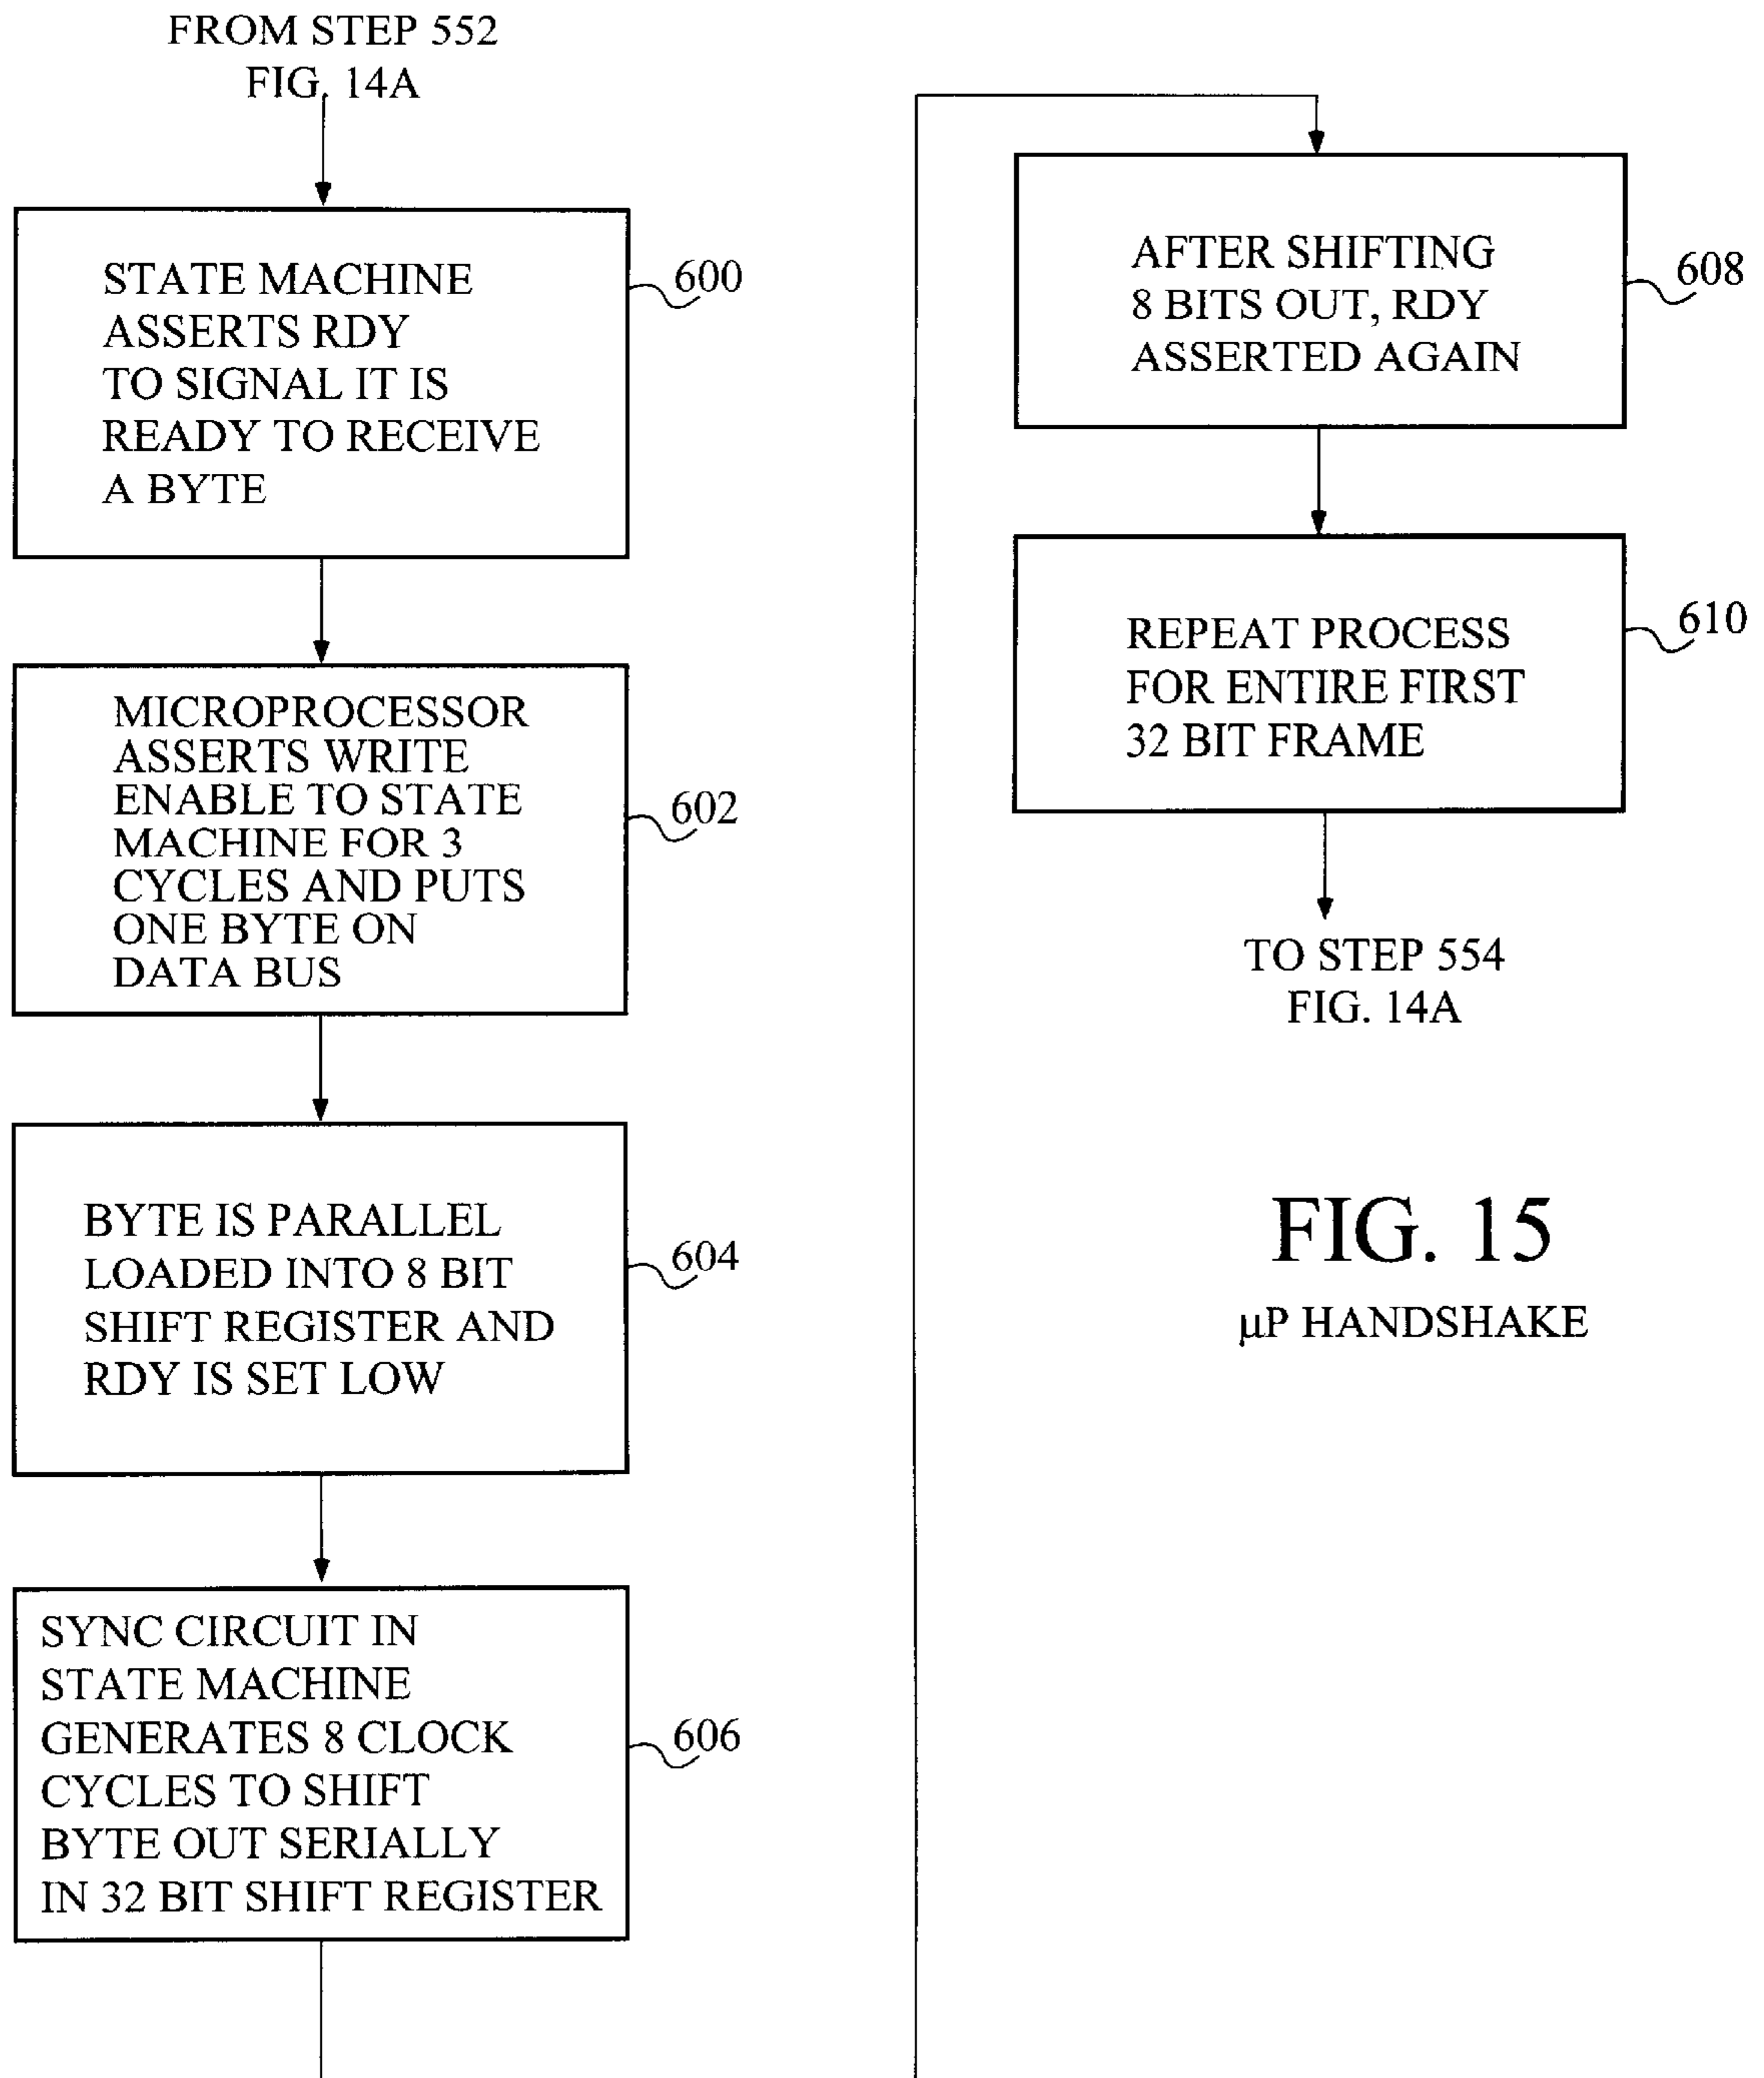 FROM STEP 552
FIG. 14A
STATE MACHINE
ASSERTS RDY
TO SIGNAL IT IS
READY TO RECEIVE
A BYTE
600
MICROPROCESSOR
ASSERTS WRITE
ENABLE TO STATE
MACHINE FOR 3
CYCLES AND PUTS
ONE BYTE ON
DATA BUS
602
BYTE IS PARALLEL
LOADED INTO 8 BIT
SHIFT REGISTER AND
RDY IS SET LOW
604
SYNC CIRCUIT IN
STATE MACHINE
GENERATES 8 CLOCK
CYCLES TO SHIFT
BYTE OUT SERIALLY
IN 32 BIT SHIFT REGISTER
606
AFTER SHIFTING
8 BITS OUT, RDY
ASSERTED AGAIN
608
REPEAT PROCESS
FOR ENTIRE FIRST
32 BIT FRAME
610
TO STEP 554
FIG. 14A
FIG. 15
μP HANDSHAKE